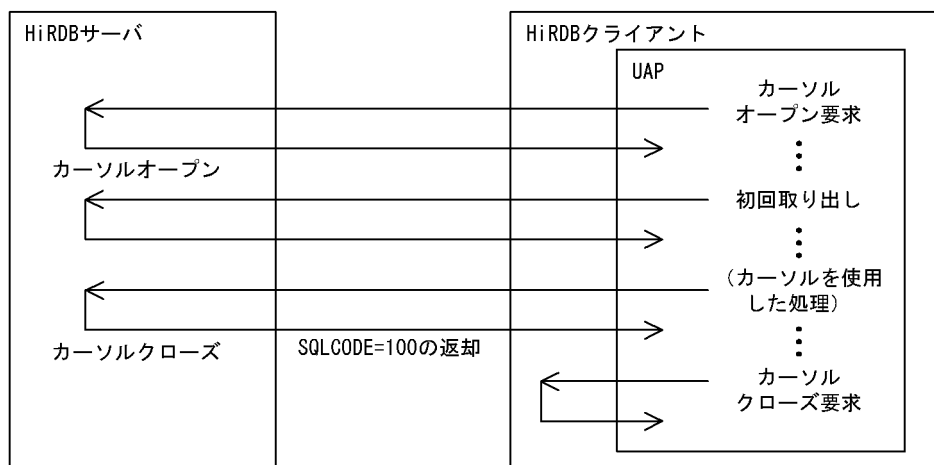 HiRDBサーバ
HiRDBクライアント
UAP
カーソル
オープン要求
カーソルオープン
初回取り出し
(カーソルを使用
した処理)
カーソルクローズ
SQLCODE=100の返却
カーソル
クローズ要求